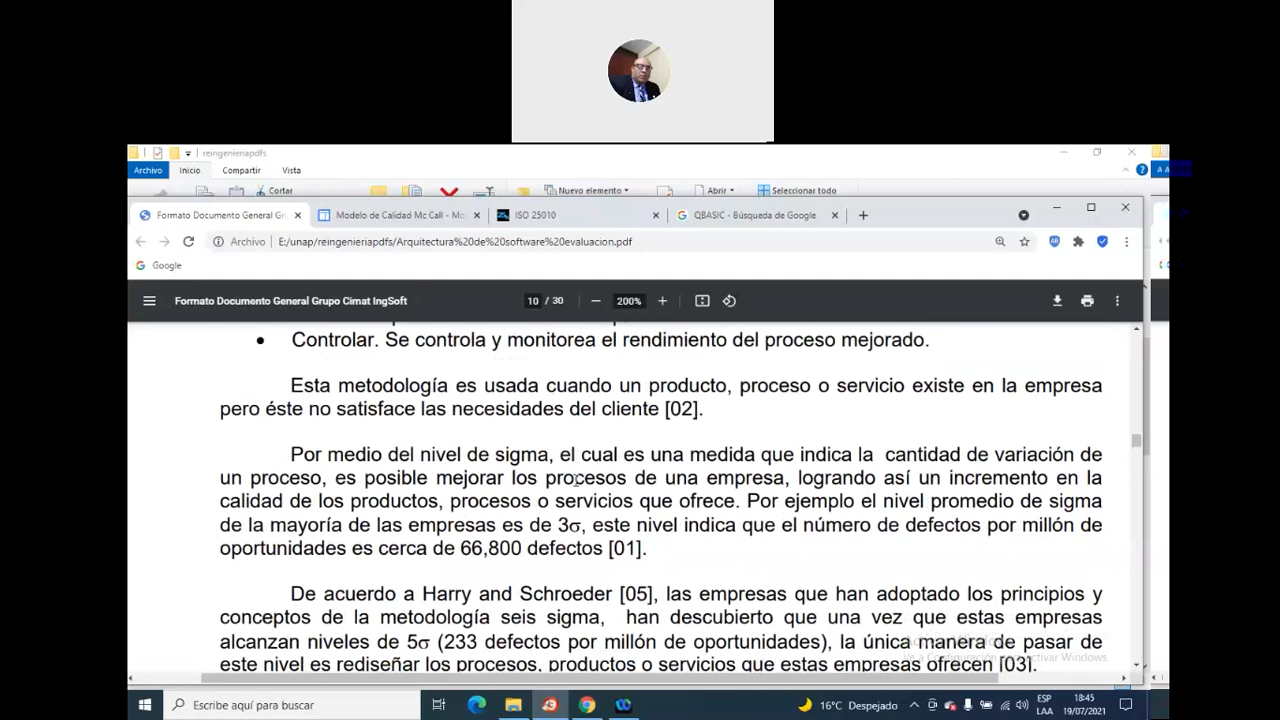 reingenieriapdfs
Archivo Inicio Compartir Vista
Cortar Nuevo elemento Abrir Seleccionar todo
Formato Documento General Gr Modelo de Calidad Mc Call - Mc ISO 25010 QBASIC - Búsqueda de Google
Archivo E:/unap/reingenieriapdfs/Arquitectura%20de%20software%20evaluacion.pdf
Google
Formato Documento General Grupo Cimat IngSoft 10 / 30 200%
• Controlar. Se controla y monitorea el rendimiento del proceso mejorado.
Esta metodología es usada cuando un producto, proceso o servicio existe en la empresa
pero éste no satisface las necesidades del cliente [02].
Por medio del nivel de sigma, el cual es una medida que indica la cantidad de variación de
un proceso, es posible mejorar los procesos de una empresa, logrando así un incremento en la
calidad de los productos, procesos o servicios que ofrece. Por ejemplo el nivel promedio de sigma
de la mayoría de las empresas es de 3σ, este nivel indica que el número de defectos por millón de
oportunidades es cerca de 66,800 defectos [01].
De acuerdo a Harry and Schroeder [05], las empresas que han adoptado los principios y
conceptos de la metodología seis sigma, han descubierto que una vez que estas empresas
alcanzan niveles de 5σ (233 defectos por millón de oportunidades), la única manera de pasar de
este nivel es rediseñar los procesos, productos o servicios que estas empresas ofrecen [03].
Escribe aquí para buscar 16°C Despejado ESP 18:45
LAA 19/07/2021